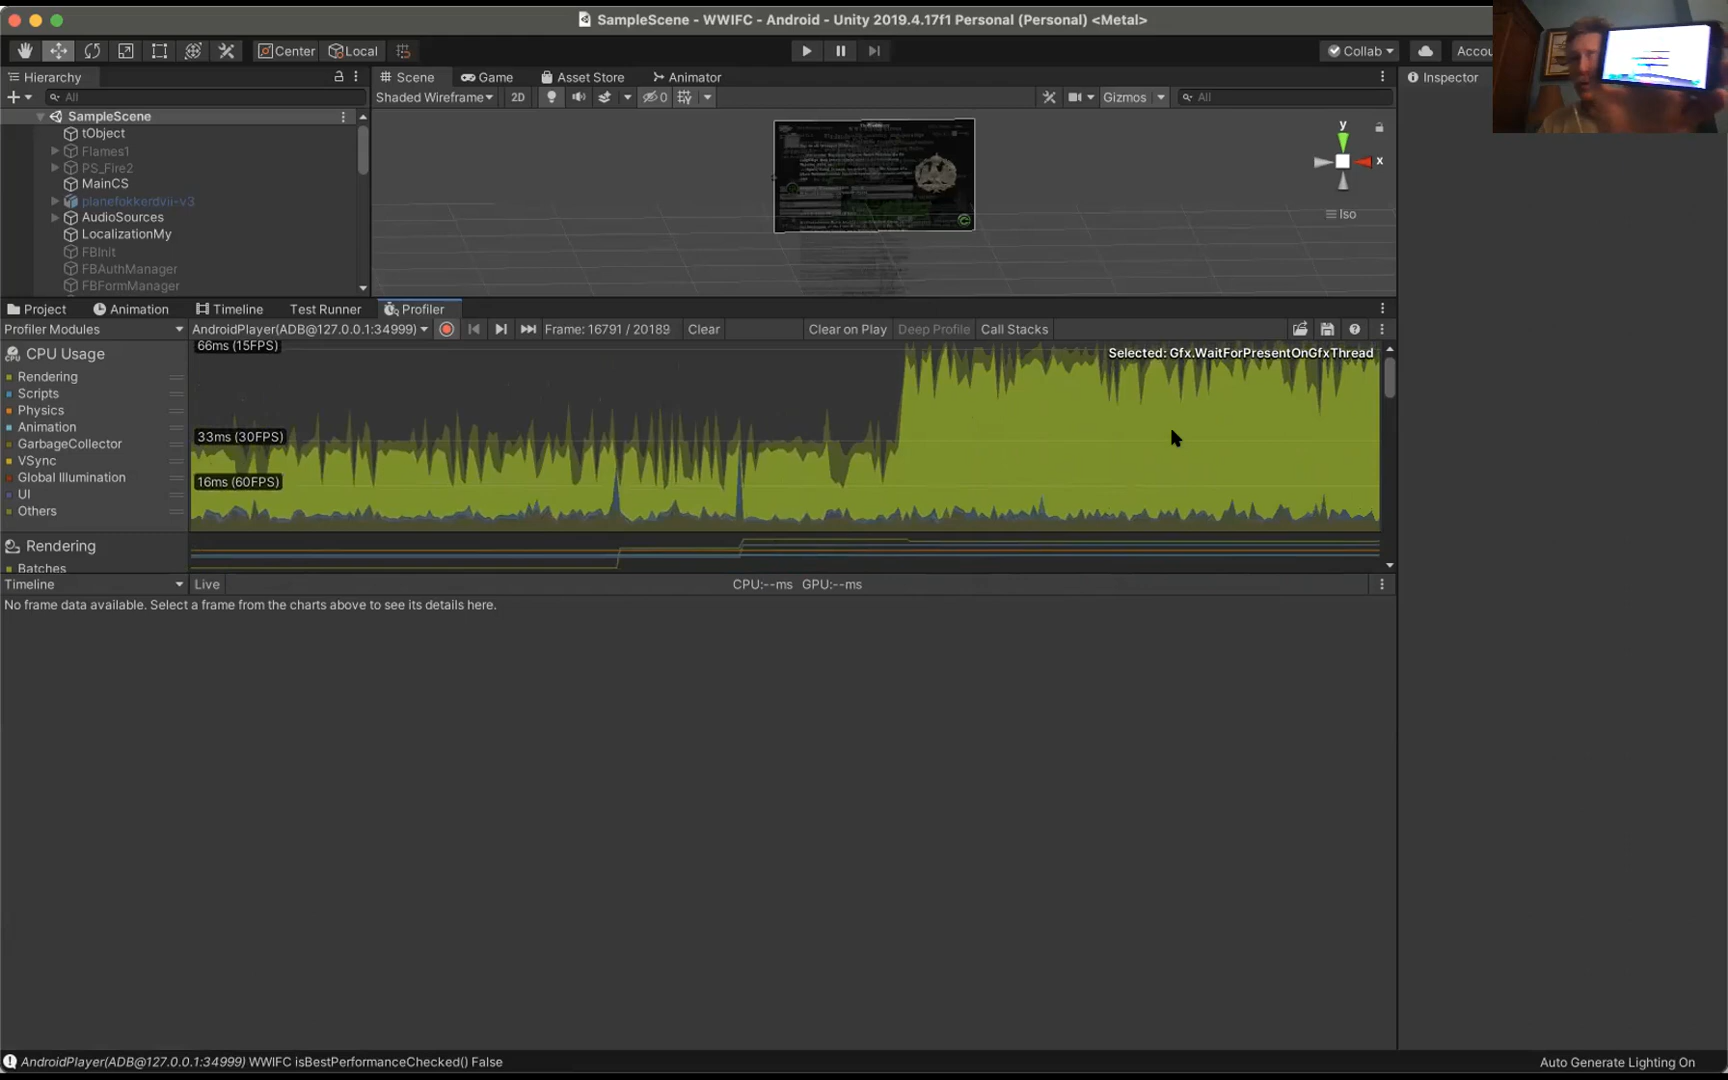 SampleScene - WWIFC - Android - Unity 2019.4.17f1 Personal (Personal) <Metal>
Center Local
Collab
Accou
Hierarchy
All
SampleScene
tObject
Flames1
PS_Fire2
MainCS
planefokkerdvii-v3
AudioSources
LocalizationMy
FBInit
FBAuthManager
FBFormManager
Scene Game Asset Store Animator
Shaded Wireframe 2D 0 Gizmos All
y
x
Iso
Inspector
Project Animation Timeline Test Runner Profiler
Profiler Modules AndroidPlayer(ADB@127.0.0.1:34999) Frame: 16791 / 20189 Clear Clear on Play Deep Profile Call Stacks
CPU Usage
Rendering
Scripts
Physics
Animation
GarbageCollector
VSync
Global Illumination
UI
Others
66ms (15FPS)
33ms (30FPS)
16ms (60FPS)
Selected: Gfx.WaitForPresentOnGfxThread
Rendering
Batches
Timeline Live CPU:--ms GPU:--ms
No frame data available. Select a frame from the charts above to see its details here.
AndroidPlayer(ADB@127.0.0.1:34999) WWIFC isBestPerformanceChecked() False
Auto Generate Lighting On